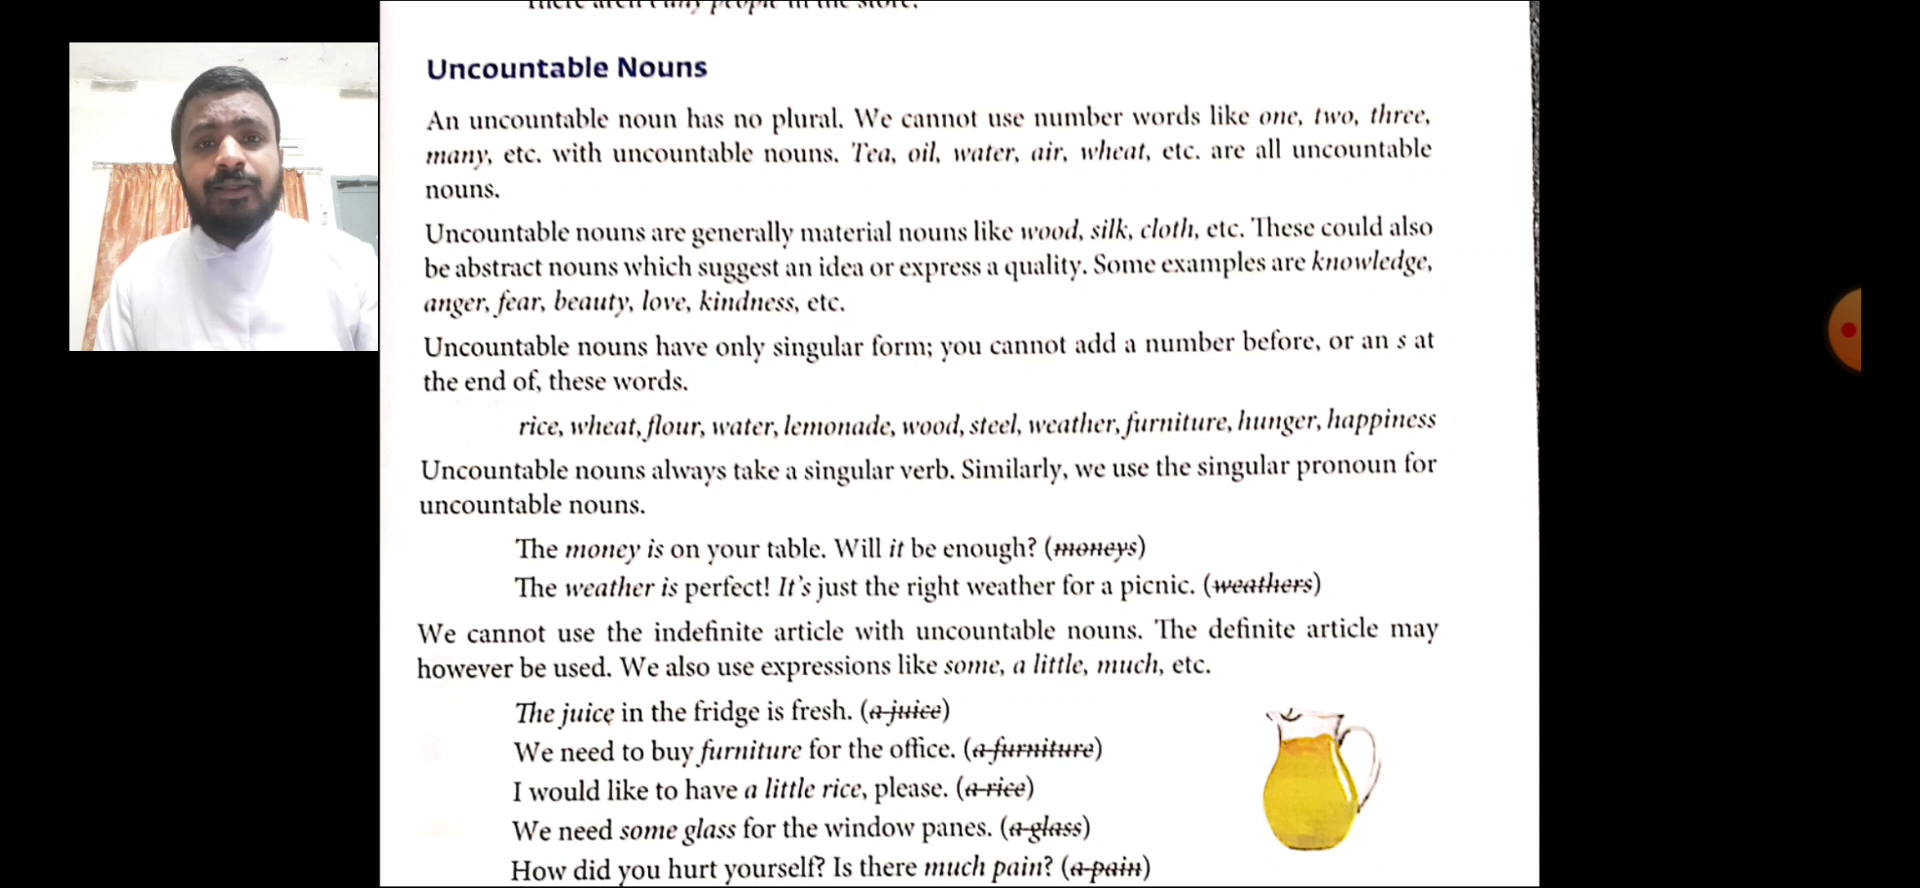 There aren't any people in the store.
Uncountable Nouns
An uncountable noun has no plural. We cannot use number words like one, two, three,
many, etc. with uncountable nouns. Tea, oil, water, air, wheat, etc. are all uncountable
nouns.
Uncountable nouns are generally material nouns like wood, silk, cloth, etc. These could also
be abstract nouns which suggest an idea or express a quality. Some examples are knowledge,
anger, fear, beauty, love, kindness, etc.
Uncountable nouns have only singular form; you cannot add a number before, or an s at
the end of, these words.
rice, wheat, flour, water, lemonade, wood, steel, weather, furniture, hunger, happiness
Uncountable nouns always take a singular verb. Similarly, we use the singular pronoun for
uncountable nouns.
The money is on your table. Will it be enough? (moneys)
The weather is perfect! It's just the right weather for a picnic. (weathers)
We cannot use the indefinite article with uncountable nouns. The definite article may
however be used. We also use expressions like some, a little, much, etc.
The juice in the fridge is fresh. (a juice)
We need to buy furniture for the office. (a furniture)
I would like to have a little rice, please. (a rice)
We need some glass for the window panes. (a glass)
How did you hurt yourself? Is there much pain? (a pain)